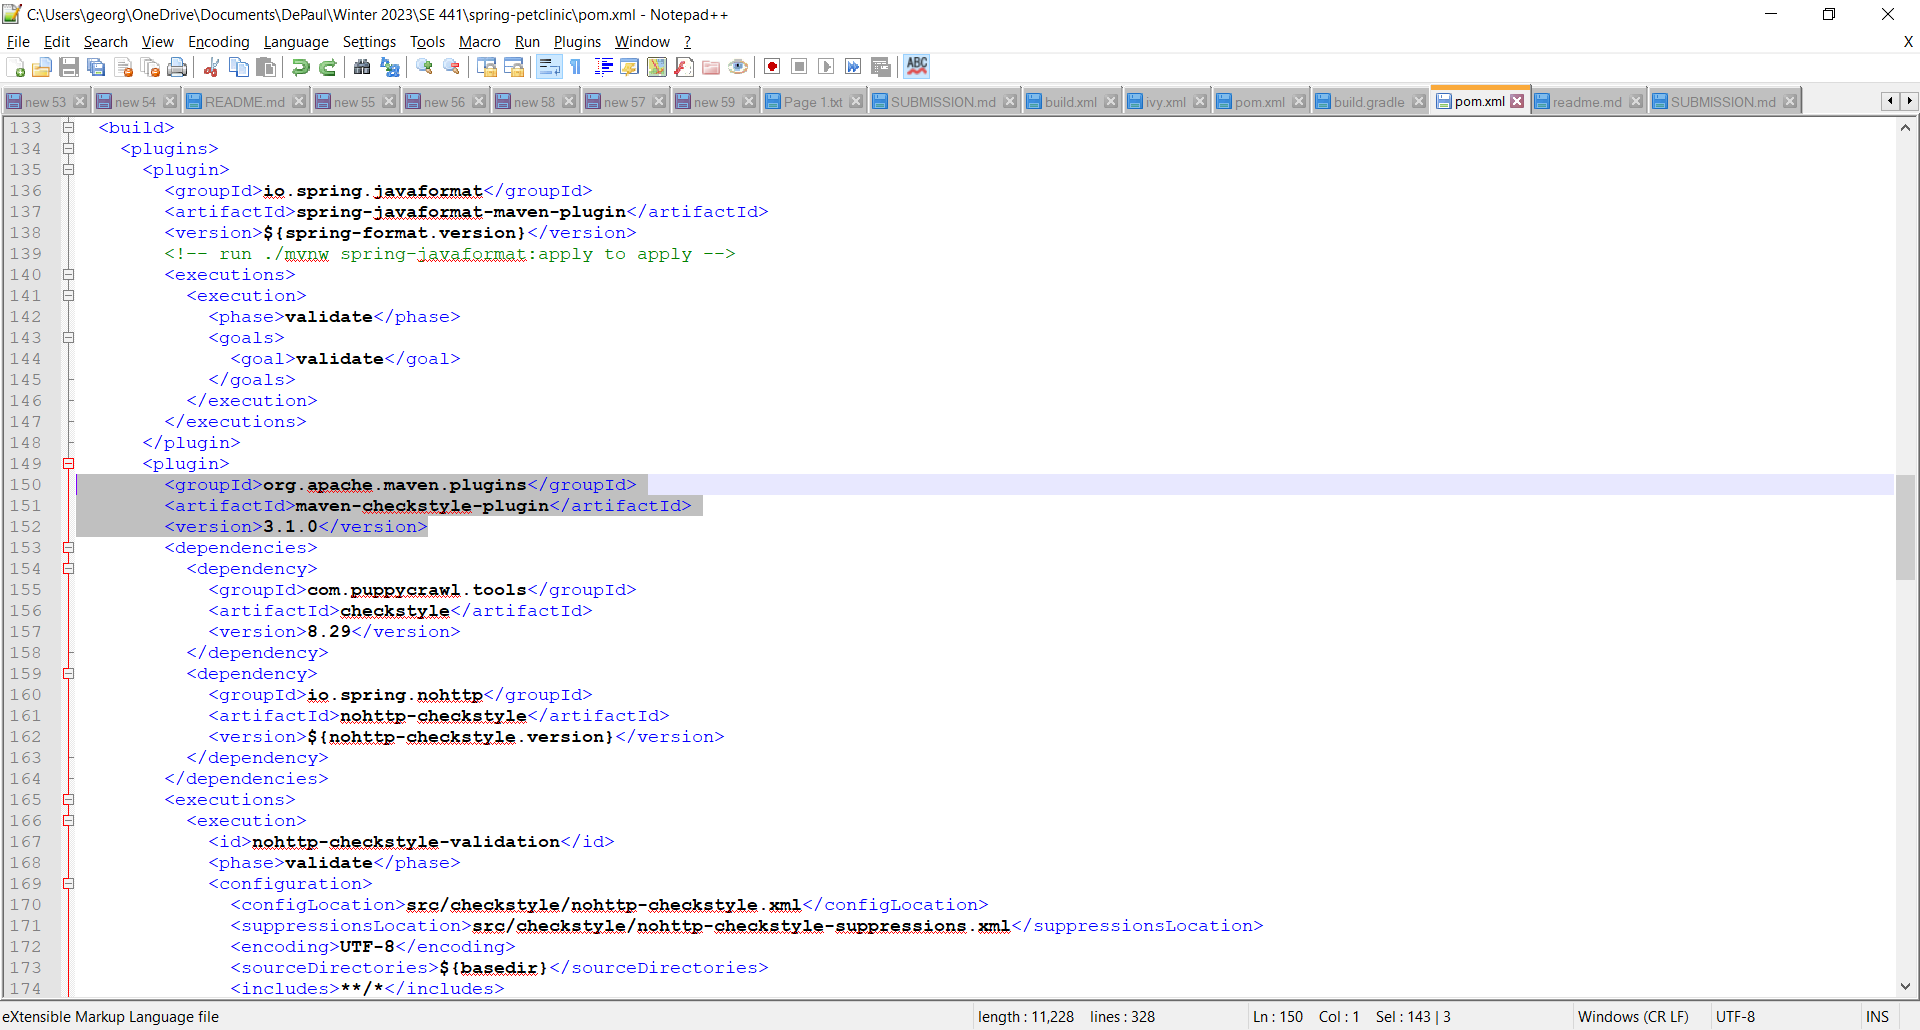 C:\Users\georg\OneDrive\Documents\DePaul\Winter 2023\SE 441\spring-petclinic\pom.xml - Notepad++
File Edit Search View Encoding Language Settings Tools Macro Run Plugins Window ? X
ABC
new 53 new 54 README.md new 55 new 56 new 58 new 57 new 59 Page 1.txt SUBMISSION.md build.xml ivy.xml pom.xml build.gradle pom.xml readme.md SUBMISSION.md
133 <build>
134 <plugins>
135 <plugin>
136 <groupId>io.spring.javaformat</groupId>
137 <artifactId>spring-javaformat-maven-plugin</artifactId>
138 <version>${spring-format.version}</version>
139 <!-- run ./mvnw spring-javaformat:apply to apply -->
140 <executions>
141 <execution>
142 <phase>validate</phase>
143 <goals>
144 <goal>validate</goal>
145 </goals>
146 </execution>
147 </executions>
148 </plugin>
149 <plugin>
150 <groupId>org.apache.maven.plugins</groupId>
151 <artifactId>maven-checkstyle-plugin</artifactId>
152 <version>3.1.0</version>
153 <dependencies>
154 <dependency>
155 <groupId>com.puppycrawl.tools</groupId>
156 <artifactId>checkstyle</artifactId>
157 <version>8.29</version>
158 </dependency>
159 <dependency>
160 <groupId>io.spring.nohttp</groupId>
161 <artifactId>nohttp-checkstyle</artifactId>
162 <version>${nohttp-checkstyle.version}</version>
163 </dependency>
164 </dependencies>
165 <executions>
166 <execution>
167 <id>nohttp-checkstyle-validation</id>
168 <phase>validate</phase>
169 <configuration>
170 <configLocation>src/checkstyle/nohttp-checkstyle.xml</configLocation>
171 <suppressionsLocation>src/checkstyle/nohttp-checkstyle-suppressions.xml</suppressionsLocation>
172 <encoding>UTF-8</encoding>
173 <sourceDirectories>${basedir}</sourceDirectories>
174 <includes>**/*</includes>
eXtensible Markup Language file length : 11,228 lines : 328 Ln : 150 Col : 1 Sel : 143 | 3 Windows (CR LF) UTF-8 INS